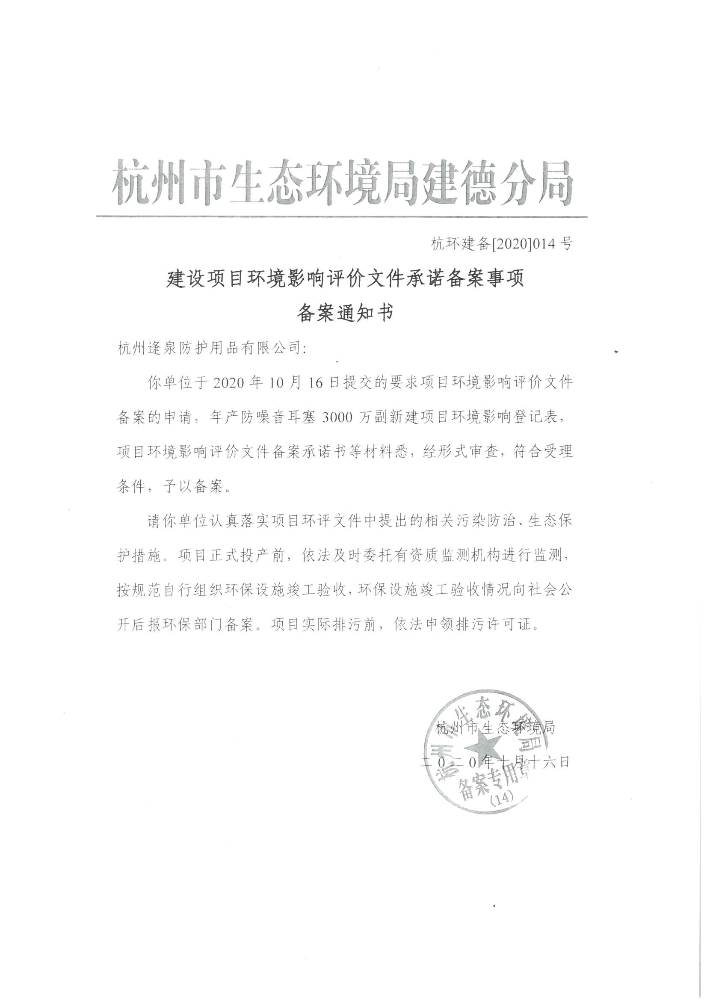 杭州市生态环境局建德分局
杭环建备[2020]014 号
建设项目环境影响评价文件承诺备案事项
备案通知书
杭州逢泉防护用品有限公司:
你单位于 2020 年 10 月 16 日提交的要求项目环境影响评价文件
备案的申请，年产防噪音耳塞 3000 万副新建项目环境影响登记表，
项目环境影响评价文件备案承诺书等材料悉，经形式审查，符合受理
条件，予以备案。
请你单位认真落实项目环评文件中提出的相关污染防治、生态保
护措施。项目正式投产前，依法及时委托有资质监测机构进行监测，
按规范自行组织环保设施竣工验收，环保设施竣工验收情况向社会公
开后报环保部门备案。项目实际排污前，依法申领排污许可证。
杭州市生态环境局
二0二0年十月十六日
杭州市生态环境局
备案专用章
(14)